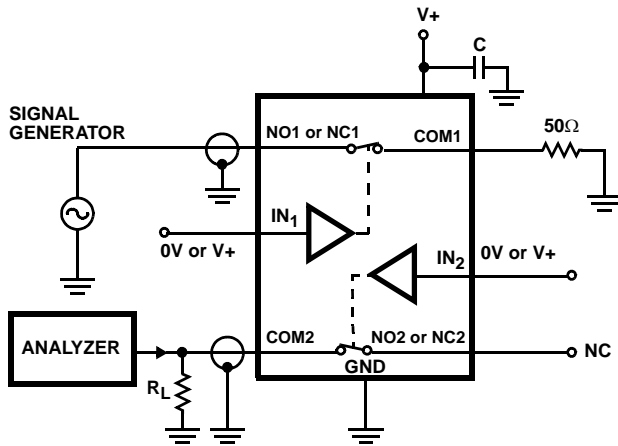 V+
C
SIGNAL
GENERATOR
NO1 or NC1
COM1
50Ω
IN1
0V or V+
IN2
0V or V+
ANALYZER
COM2
NO2 or NC2
NC
GND
RL